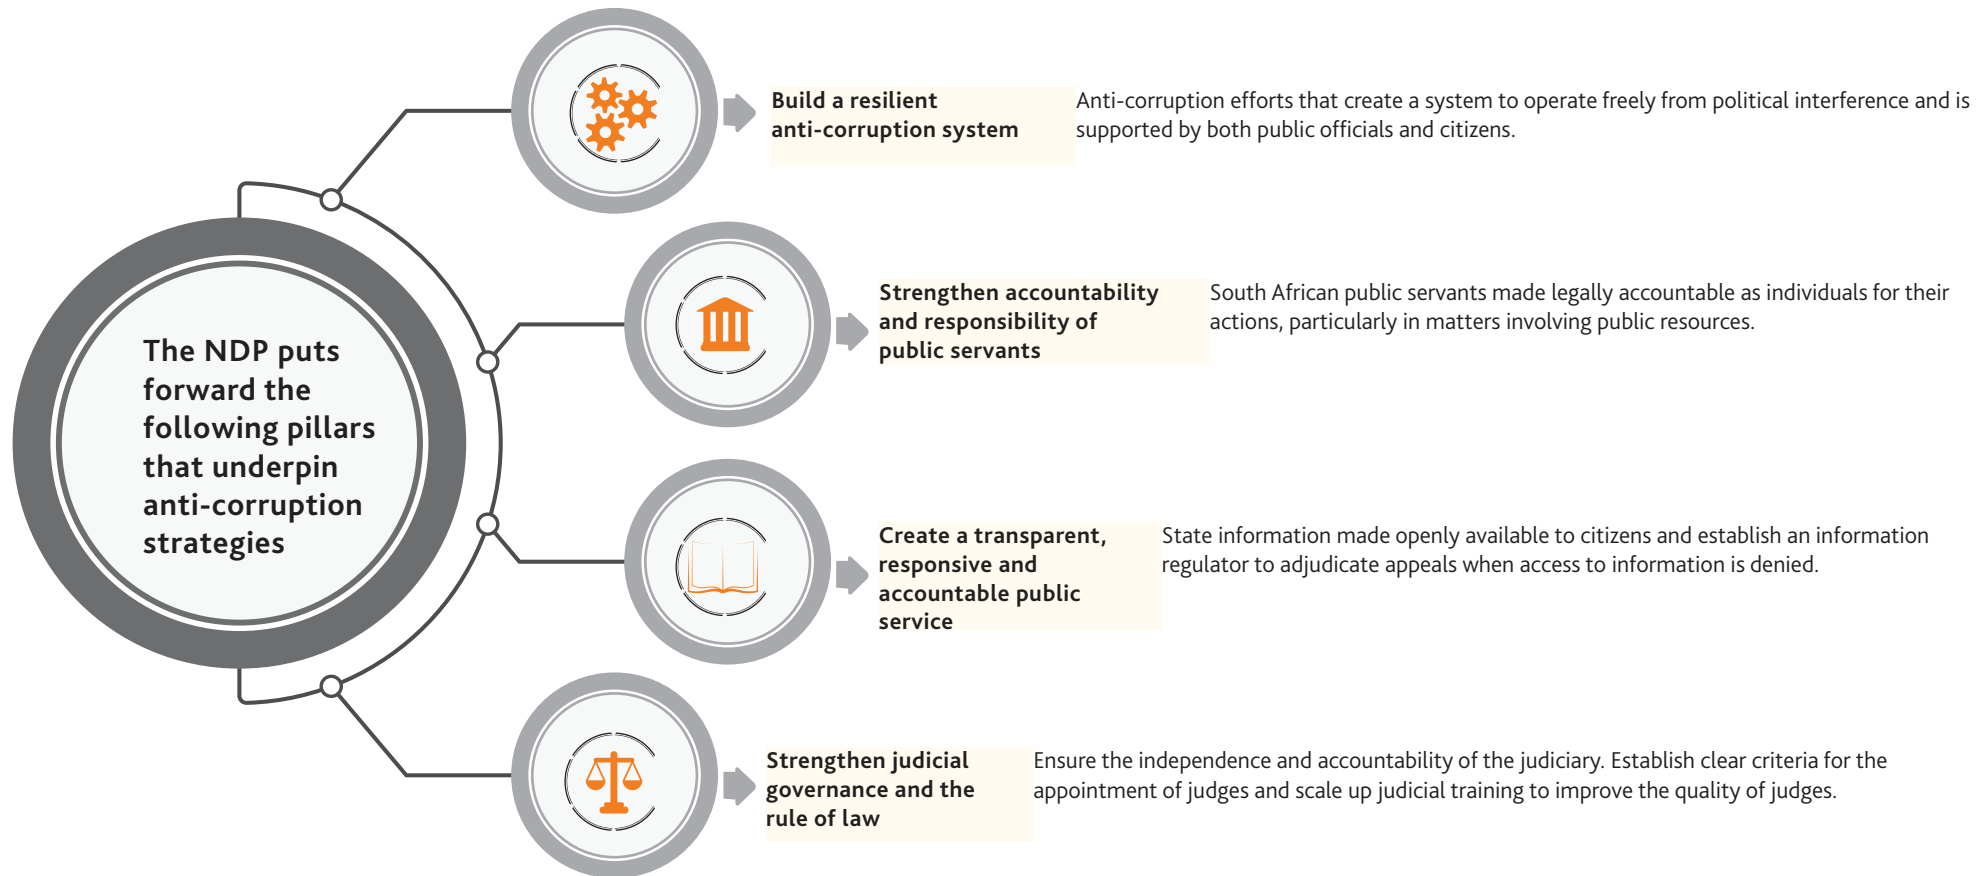 The NDP puts
forward the
following pillars
that underpin
anti-corruption
strategies
Build a resilient
anti-corruption system
Anti-corruption efforts that create a system to operate freely from political interference and is
supported by both public officials and citizens.
Strengthen accountability
and responsibility of
public servants
South African public servants made legally accountable as individuals for their
actions, particularly in matters involving public resources.
Create a transparent,
responsive and
accountable public
service
State information made openly available to citizens and establish an information
regulator to adjudicate appeals when access to information is denied.
Strengthen judicial
governance and the
rule of law
Ensure the independence and accountability of the judiciary. Establish clear criteria for the
appointment of judges and scale up judicial training to improve the quality of judges.